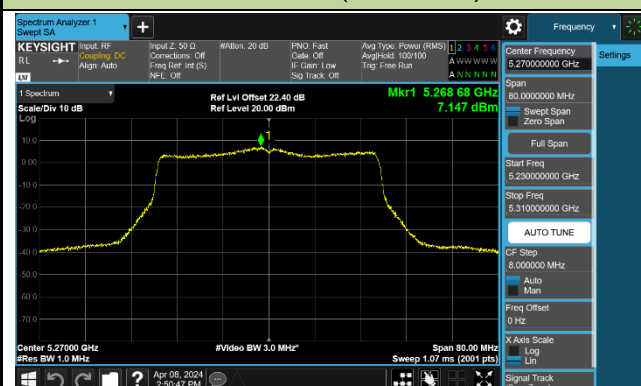 Spectrum Analyzer 1
Swept SA
Frequency
KEYSIGHT Input: RF Input Z: 50 Ω #Atten: 20 dB PNO: Fast Avg Type: Power (RMS) 1 2 3 4 5 6
RL Coupling: DC Corrections: Off Gate: Off Avg|Hold: 100/100 A W W W W W
Align: Auto Freq Ref: Int (S) IF Gain: Low Trig: Free Run
NFE: Off Sig Track: Off A N N N N N
LXI
1 Spectrum
Scale/Div 10 dB
Ref Lvl Offset 22.40 dB
Ref Level 20.00 dBm
Mkr1 5.268 68 GHz
7.147 dBm
Log
1
10.0
0.00
-10.0
-20.0
-30.0
-40.0
-50.0
-60.0
-70.0
Center 5.27000 GHz
#Res BW 1.0 MHz
#Video BW 3.0 MHz*
Span 80.00 MHz
Sweep 1.07 ms (2001 pts)
Apr 08, 2024
2:50:47 PM
Center Frequency
5.270000000 GHz
Settings
Span
80.0000000 MHz
Swept Span
Zero Span
Full Span
Start Freq
5.230000000 GHz
Stop Freq
5.310000000 GHz
AUTO TUNE
CF Step
8.000000 MHz
Auto
Man
Freq Offset
0 Hz
X Axis Scale
Log
Lin
Signal Track